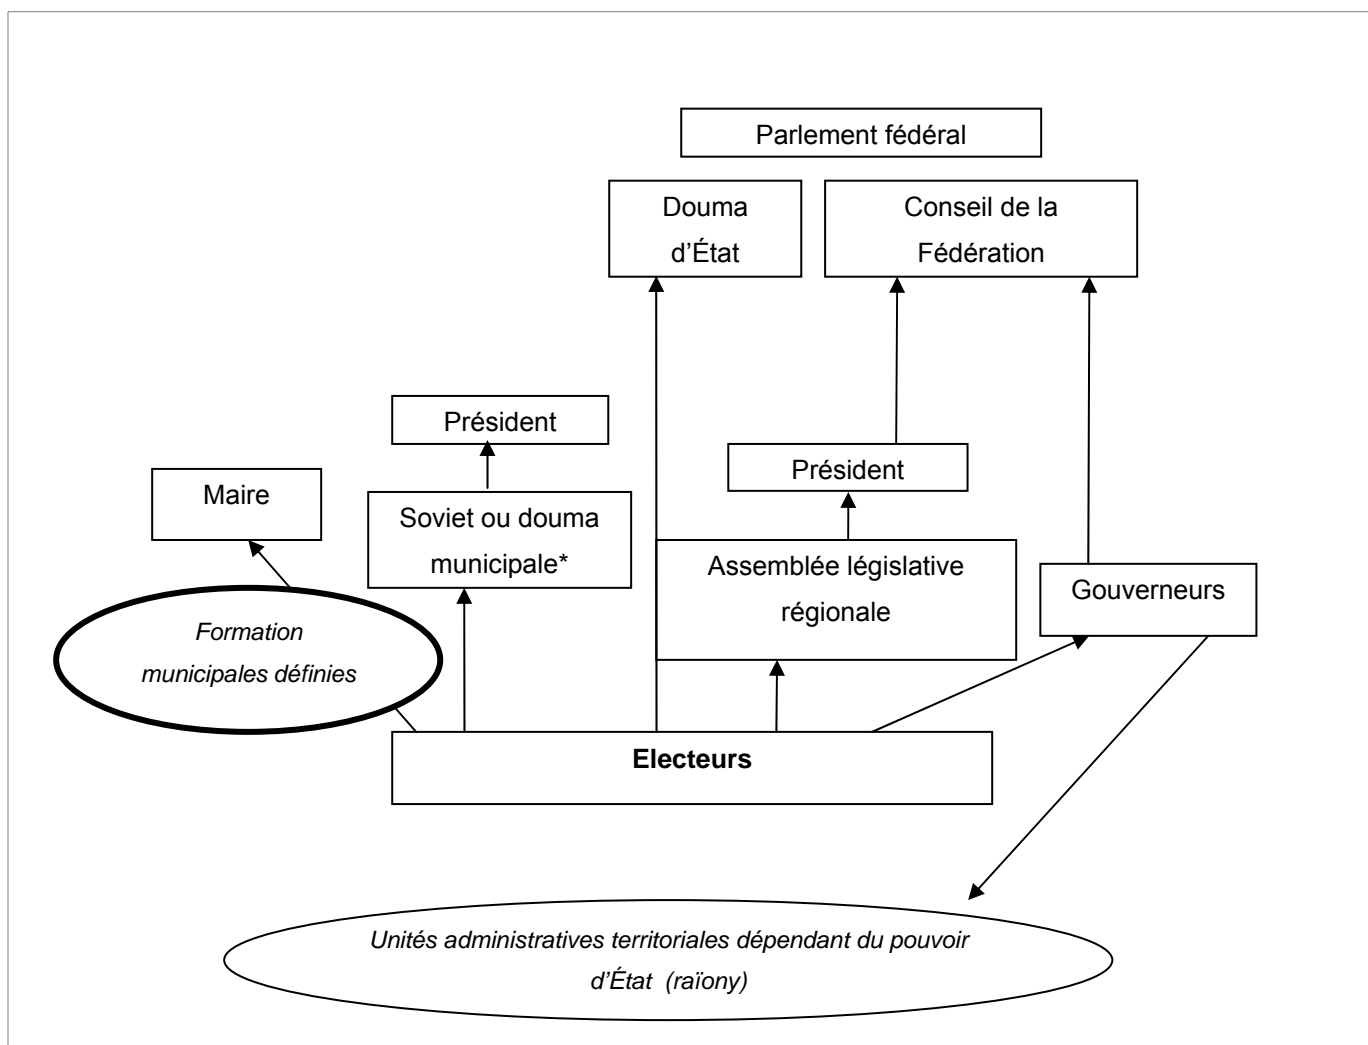 Parlement fédéral
Douma
d’État
Conseil de la
Fédération
Président
Président
Maire
Soviet ou douma
municipale*
Assemblée législative
régionale
Gouverneurs
Formation
municipales définies
Electeurs
Unités administratives territoriales dépendant du pouvoir
d’État (raïony)